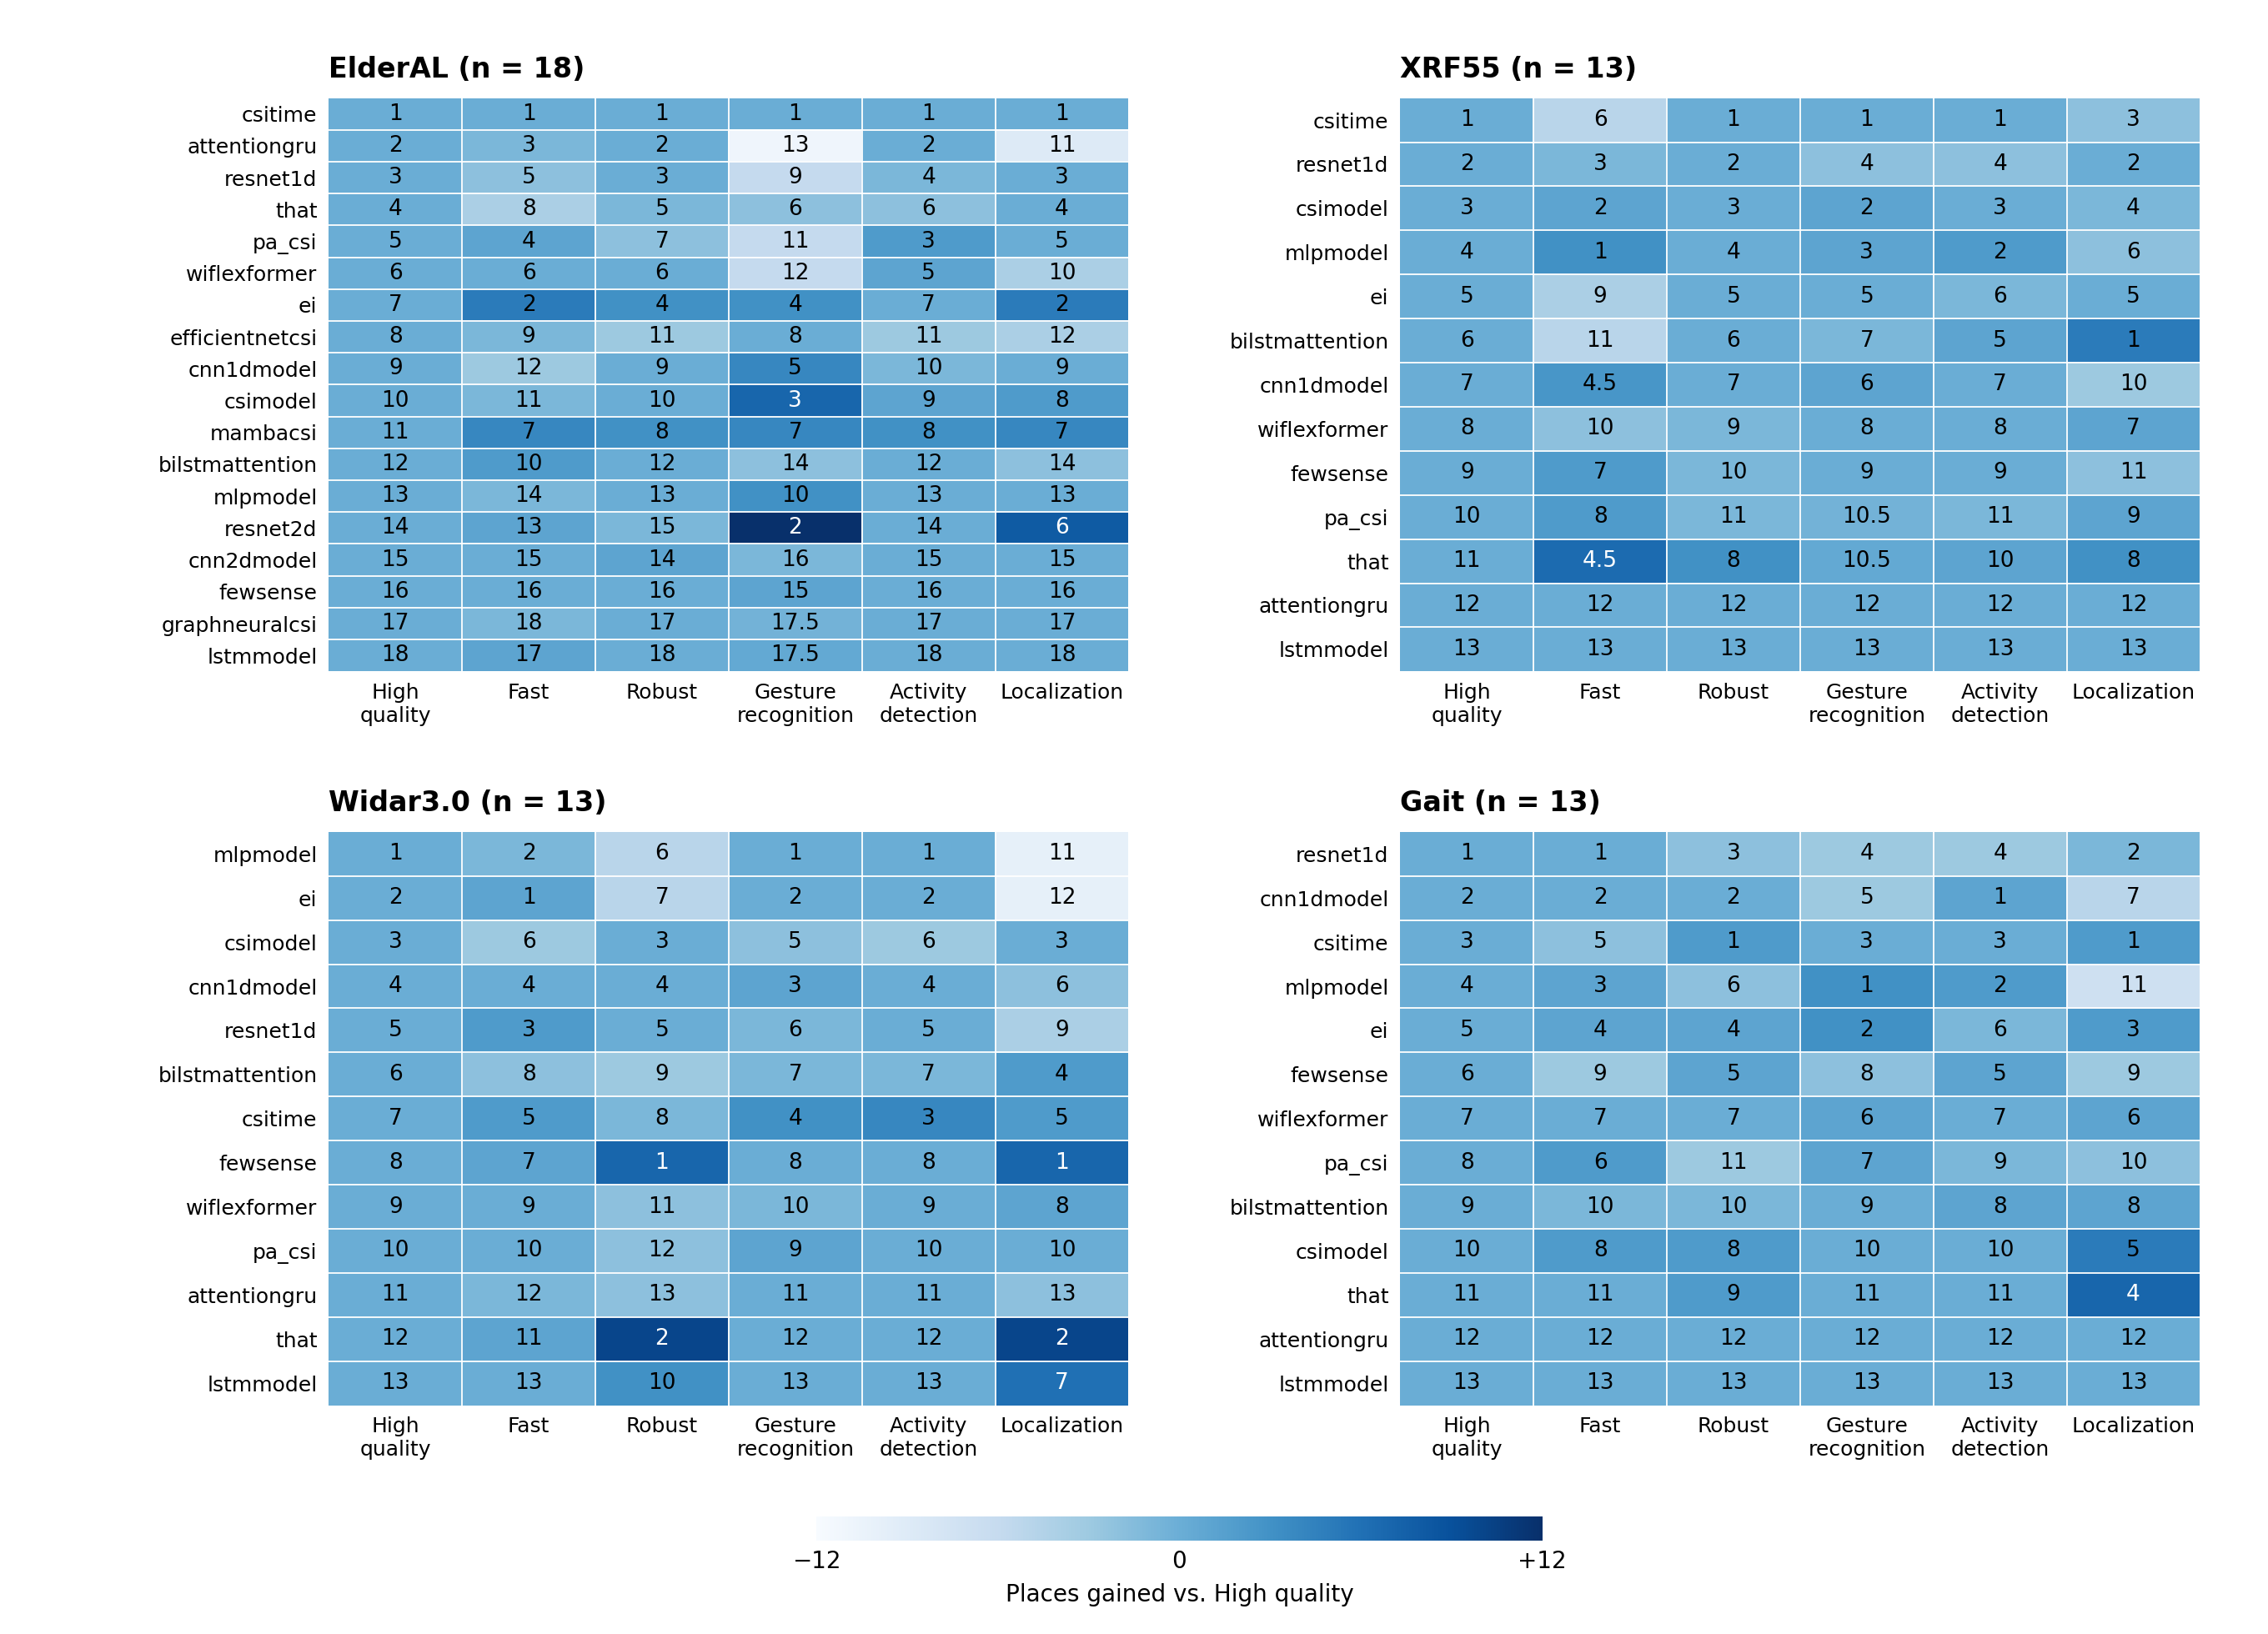 ElderAL (n = 18)
csitime 1 1 1 1 1 1
attentiongru 2 3 2 13 2 11
resnet1d 3 5 3 9 4 3
that 4 8 5 6 6 4
pa_csi 5 4 7 11 3 5
wiflexformer 6 6 6 12 5 10
ei 7 2 4 4 7 2
efficientnetcsi 8 9 11 8 11 12
cnn1dmodel 9 12 9 5 10 9
csimodel 10 11 10 3 9 8
mambacsi 11 7 8 7 8 7
bilstmattention 12 10 12 14 12 14
mlpmodel 13 14 13 10 13 13
resnet2d 14 13 15 2 14 6
cnn2dmodel 15 15 14 16 15 15
fewsense 16 16 16 15 16 16
graphneuralcsi 17 18 17 17.5 17 17
lstmmodel 18 17 18 17.5 18 18
High Fast Robust Gesture Activity Localization
quality recognition detection
XRF55 (n = 13)
csitime 1 6 1 1 1 3
resnet1d 2 3 2 4 4 2
csimodel 3 2 3 2 3 4
mlpmodel 4 1 4 3 2 6
ei 5 9 5 5 6 5
bilstmattention 6 11 6 7 5 1
cnn1dmodel 7 4.5 7 6 7 10
wiflexformer 8 10 9 8 8 7
fewsense 9 7 10 9 9 11
pa_csi 10 8 11 10.5 11 9
that 11 4.5 8 10.5 10 8
attentiongru 12 12 12 12 12 12
lstmmodel 13 13 13 13 13 13
High Fast Robust Gesture Activity Localization
quality recognition detection
Widar3.0 (n = 13)
mlpmodel 1 2 6 1 1 11
ei 2 1 7 2 2 12
csimodel 3 6 3 5 6 3
cnn1dmodel 4 4 4 3 4 6
resnet1d 5 3 5 6 5 9
bilstmattention 6 8 9 7 7 4
csitime 7 5 8 4 3 5
fewsense 8 7 1 8 8 1
wiflexformer 9 9 11 10 9 8
pa_csi 10 10 12 9 10 10
attentiongru 11 12 13 11 11 13
that 12 11 2 12 12 2
lstmmodel 13 13 10 13 13 7
High Fast Robust Gesture Activity Localization
quality recognition detection
Gait (n = 13)
resnet1d 1 1 3 4 4 2
cnn1dmodel 2 2 2 5 1 7
csitime 3 5 1 3 3 1
mlpmodel 4 3 6 1 2 11
ei 5 4 4 2 6 3
fewsense 6 9 5 8 5 9
wiflexformer 7 7 7 6 7 6
pa_csi 8 6 11 7 9 10
bilstmattention 9 10 10 9 8 8
csimodel 10 8 8 10 10 5
that 11 11 9 11 11 4
attentiongru 12 12 12 12 12 12
lstmmodel 13 13 13 13 13 13
High Fast Robust Gesture Activity Localization
quality recognition detection
−12 0 +12
Places gained vs. High quality